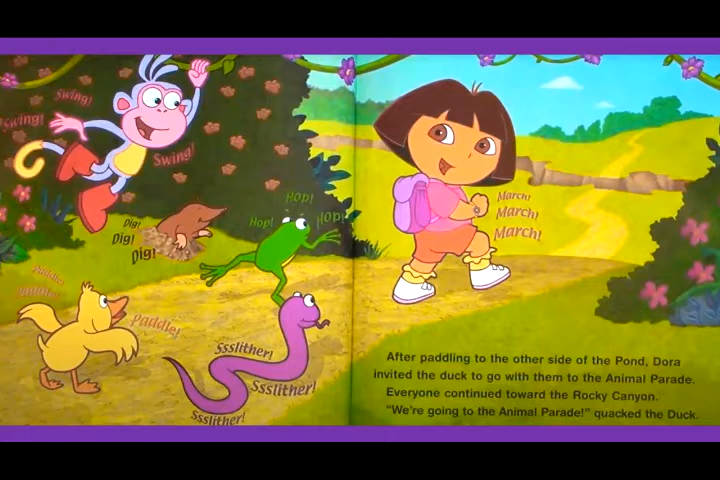 Swing!
Swing!
Swing!
Dig!
Dig!
Dig!
Hop!
Hop!
Hop!
Paddle!
Paddle!
Paddle!
Ssslither!
Ssslither!
Ssslither!
March!
March!
March!
After paddling to the other side of the Pond, Dora
invited the duck to go with them to the Animal Parade.
Everyone continued toward the Rocky Canyon.
"We're going to the Animal Parade!" quacked the Duck.